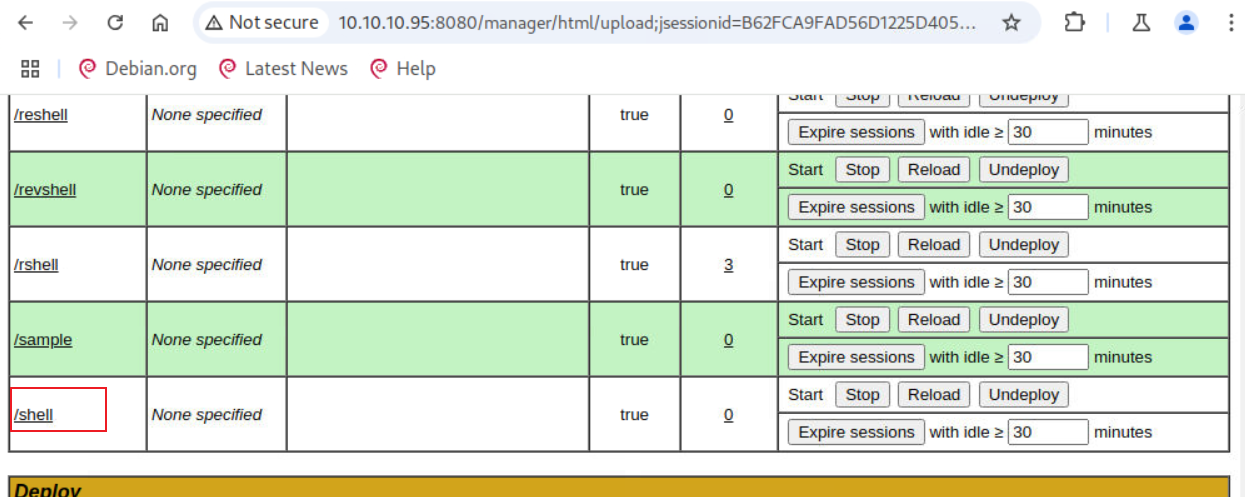 Not secure 10.10.10.95:8080/manager/html/upload;jsessionid=B62FCA9FAD56D1225D405...
Debian.org Latest News Help
Start Stop Reload Undeploy
/reshell None specified true 0
Expire sessions with idle ≥ 30 minutes
Start Stop Reload Undeploy
/revshell None specified true 0
Expire sessions with idle ≥ 30 minutes
Start Stop Reload Undeploy
/rshell None specified true 3
Expire sessions with idle ≥ 30 minutes
Start Stop Reload Undeploy
/sample None specified true 0
Expire sessions with idle ≥ 30 minutes
Start Stop Reload Undeploy
/shell None specified true 0
Expire sessions with idle ≥ 30 minutes
Deploy